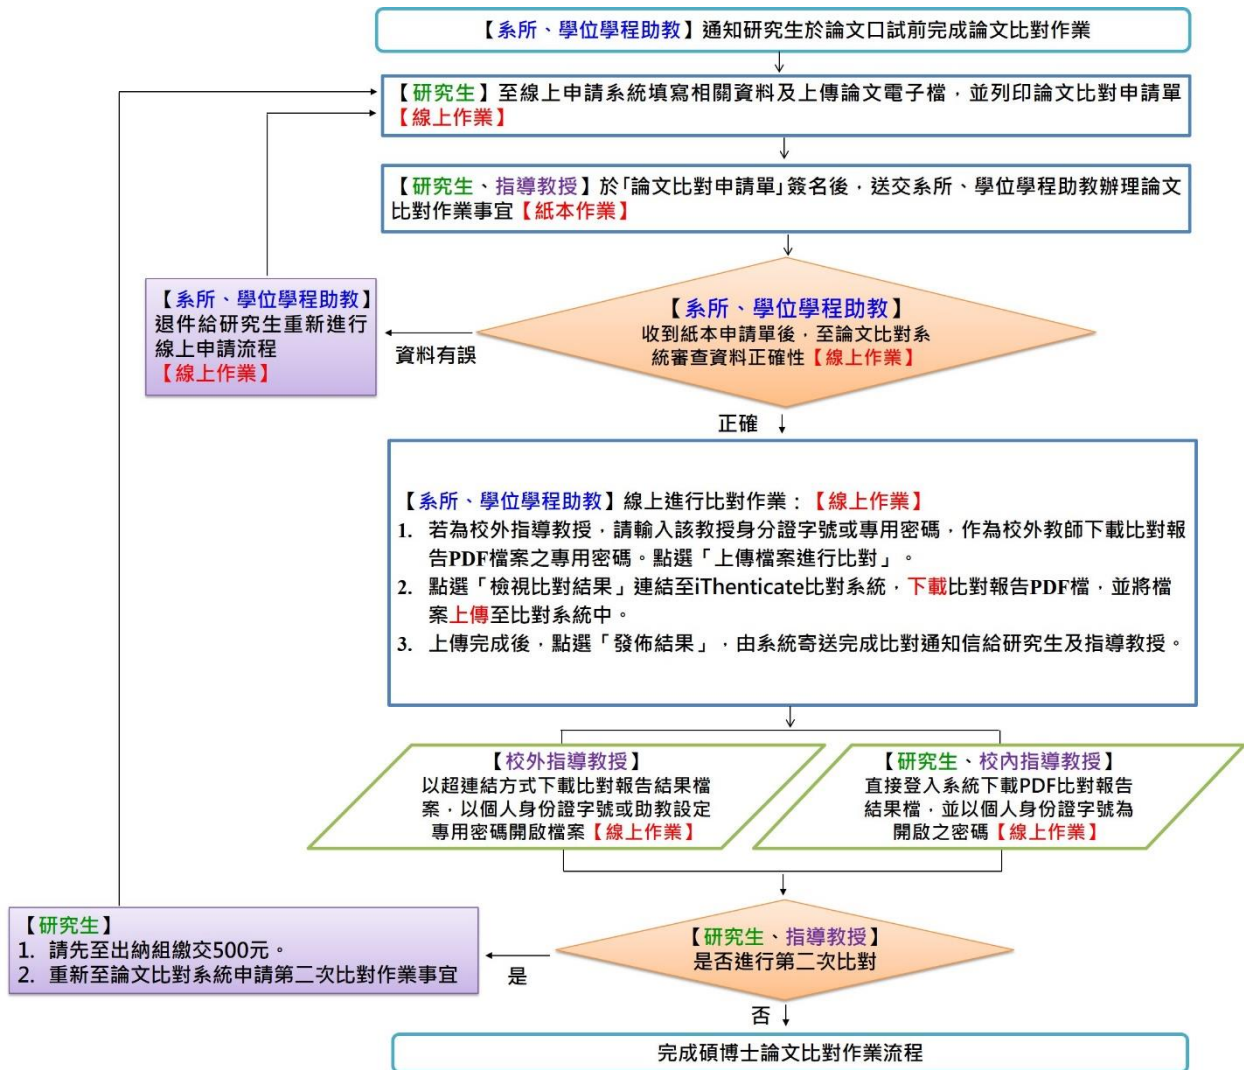 【系所、學位學程助教】通知研究生於論文口試前完成論文比對作業
【研究生】至線上申請系統填寫相關資料及上傳論文電子檔，並列印論文比對申請單
【線上作業】
【研究生、指導教授】於「論文比對申請單」簽名後，送交系所、學位學程助教辦理論文
比對作業事宜【紙本作業】
【系所、學位學程助教】
收到紙本申請單後，至論文比對系
統審查資料正確性【線上作業】
資料有誤
【系所、學位學程助教】
退件給研究生重新進行
線上申請流程
【線上作業】
正確
【系所、學位學程助教】線上進行比對作業：【線上作業】
1. 若為校外指導教授，請輸入該教授身分證字號或專用密碼，作為校外教師下載比對報
告PDF檔案之專用密碼。點選「上傳檔案進行比對」。
2. 點選「檢視比對結果」連結至iThenticate比對系統，下載比對報告PDF檔，並將檔
案上傳至比對系統中。
3. 上傳完成後，點選「發佈結果」，由系統寄送完成比對通知信給研究生及指導教授。
【校外指導教授】
以超連結方式下載比對報告結果檔
案，以個人身份證字號或助教設定
專用密碼開啟檔案【線上作業】
【研究生、校內指導教授】
直接登入系統下載PDF比對報告
結果檔，並以個人身份證字號為
開啟之密碼【線上作業】
【研究生、指導教授】
是否進行第二次比對
是
【研究生】
1. 請先至出納組繳交500元。
2. 重新至論文比對系統申請第二次比對作業事宜
否
完成碩博士論文比對作業流程